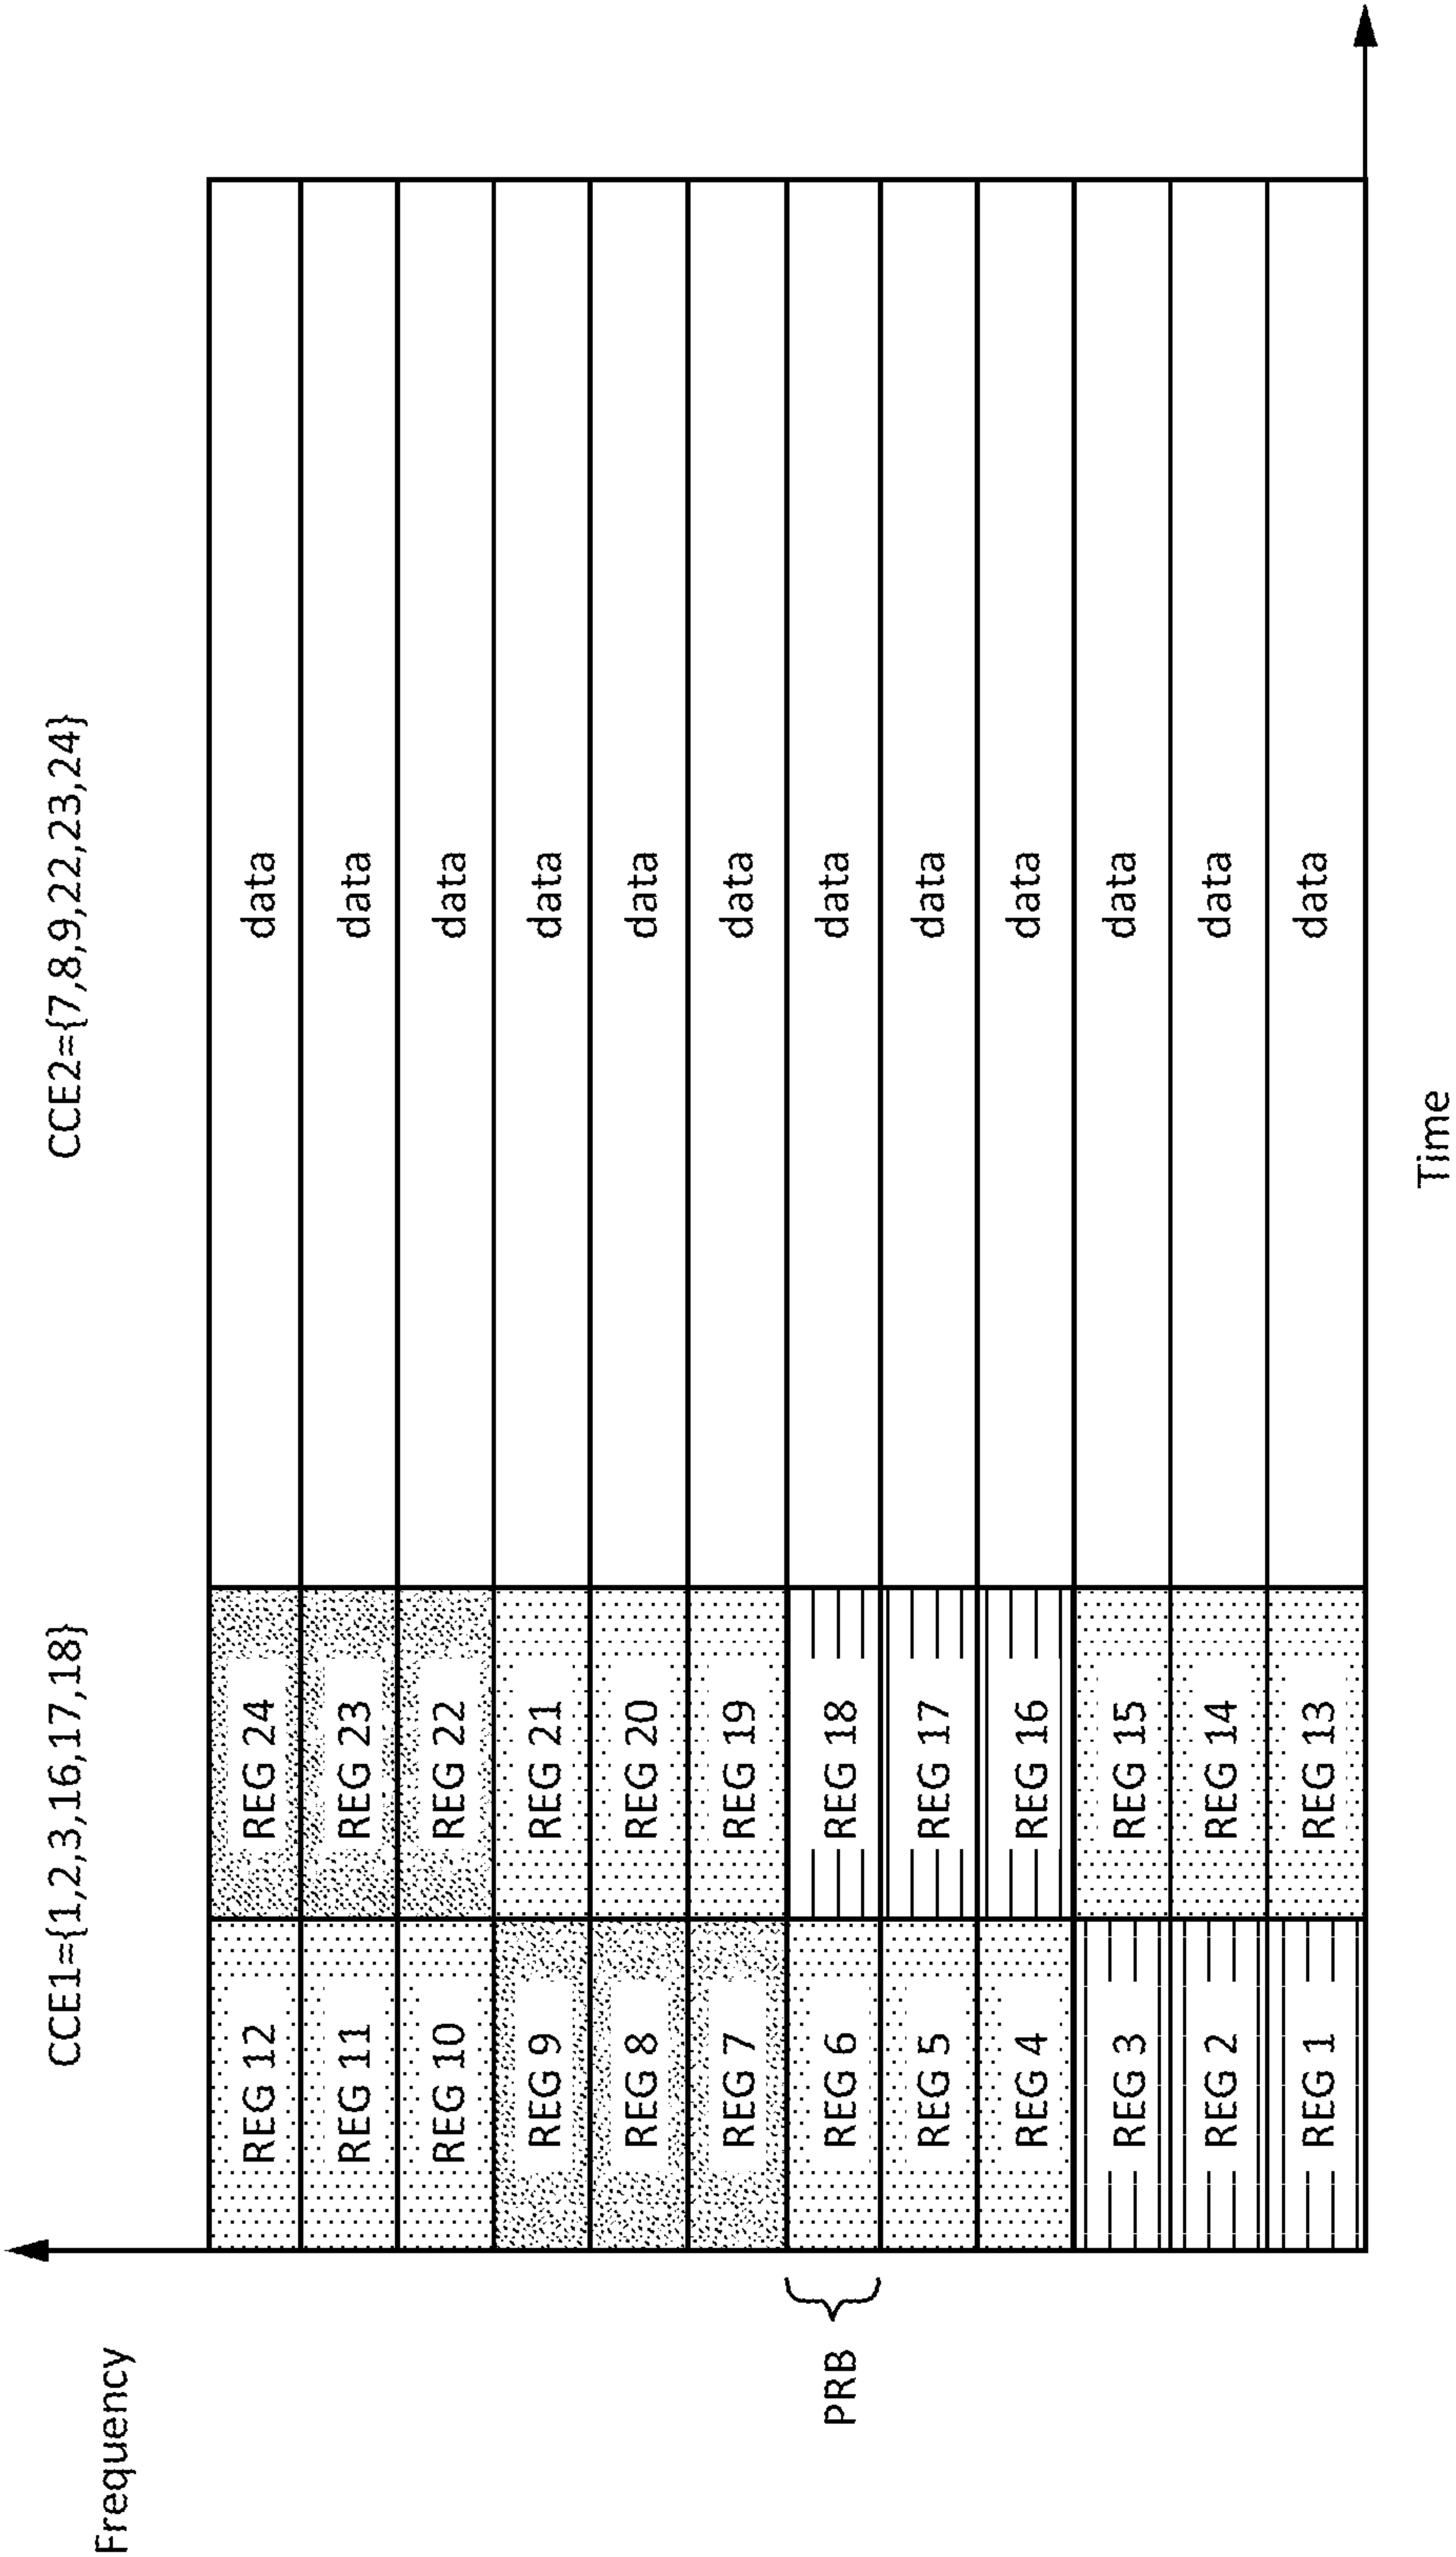 CCE1={1,2,3,16,17,18}
CCE2={7,8,9,22,23,24}
Frequency
REG 12
REG 24
data
REG 11
REG 23
data
REG 10
REG 22
data
REG 9
REG 21
data
REG 8
REG 20
data
REG 7
REG 19
data
PRB
REG 6
REG 18
data
REG 5
REG 17
data
REG 4
REG 16
data
REG 3
REG 15
data
REG 2
REG 14
data
REG 1
REG 13
data
Time